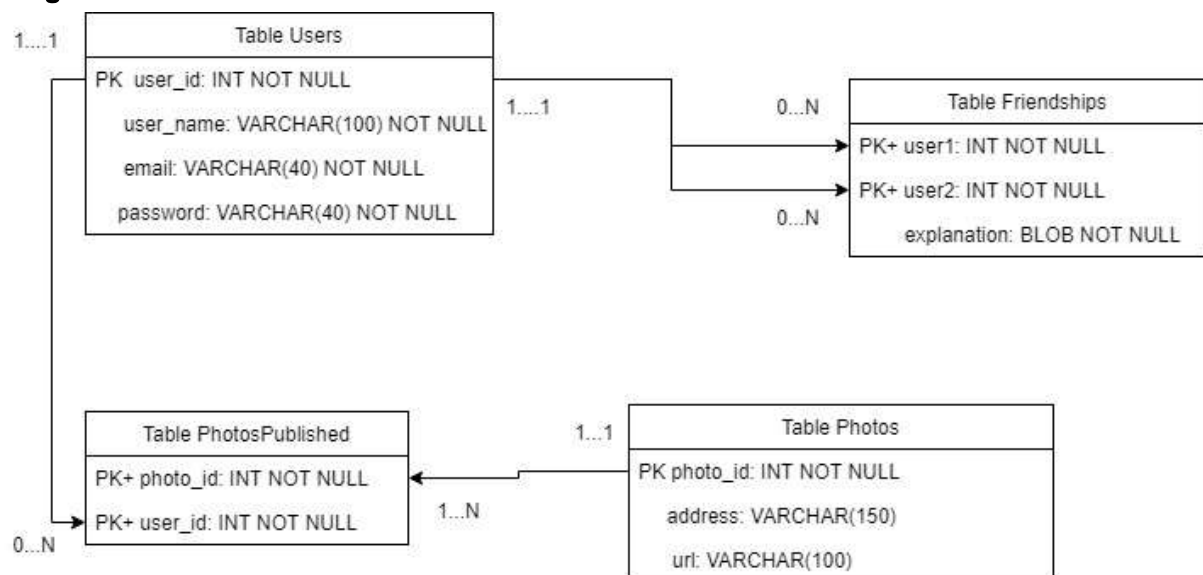 1....1
Table Users
PK user_id: INT NOT NULL
user_name: VARCHAR(100) NOT NULL
email: VARCHAR(40) NOT NULL
password: VARCHAR(40) NOT NULL
1....1
0...N
0...N
Table Friendships
PK+ user1: INT NOT NULL
PK+ user2: INT NOT NULL
explanation: BLOB NOT NULL
Table PhotosPublished
PK+ photo_id: INT NOT NULL
PK+ user_id: INT NOT NULL
0...N
1...1
1...N
Table Photos
PK photo_id: INT NOT NULL
address: VARCHAR(150)
url: VARCHAR(100)